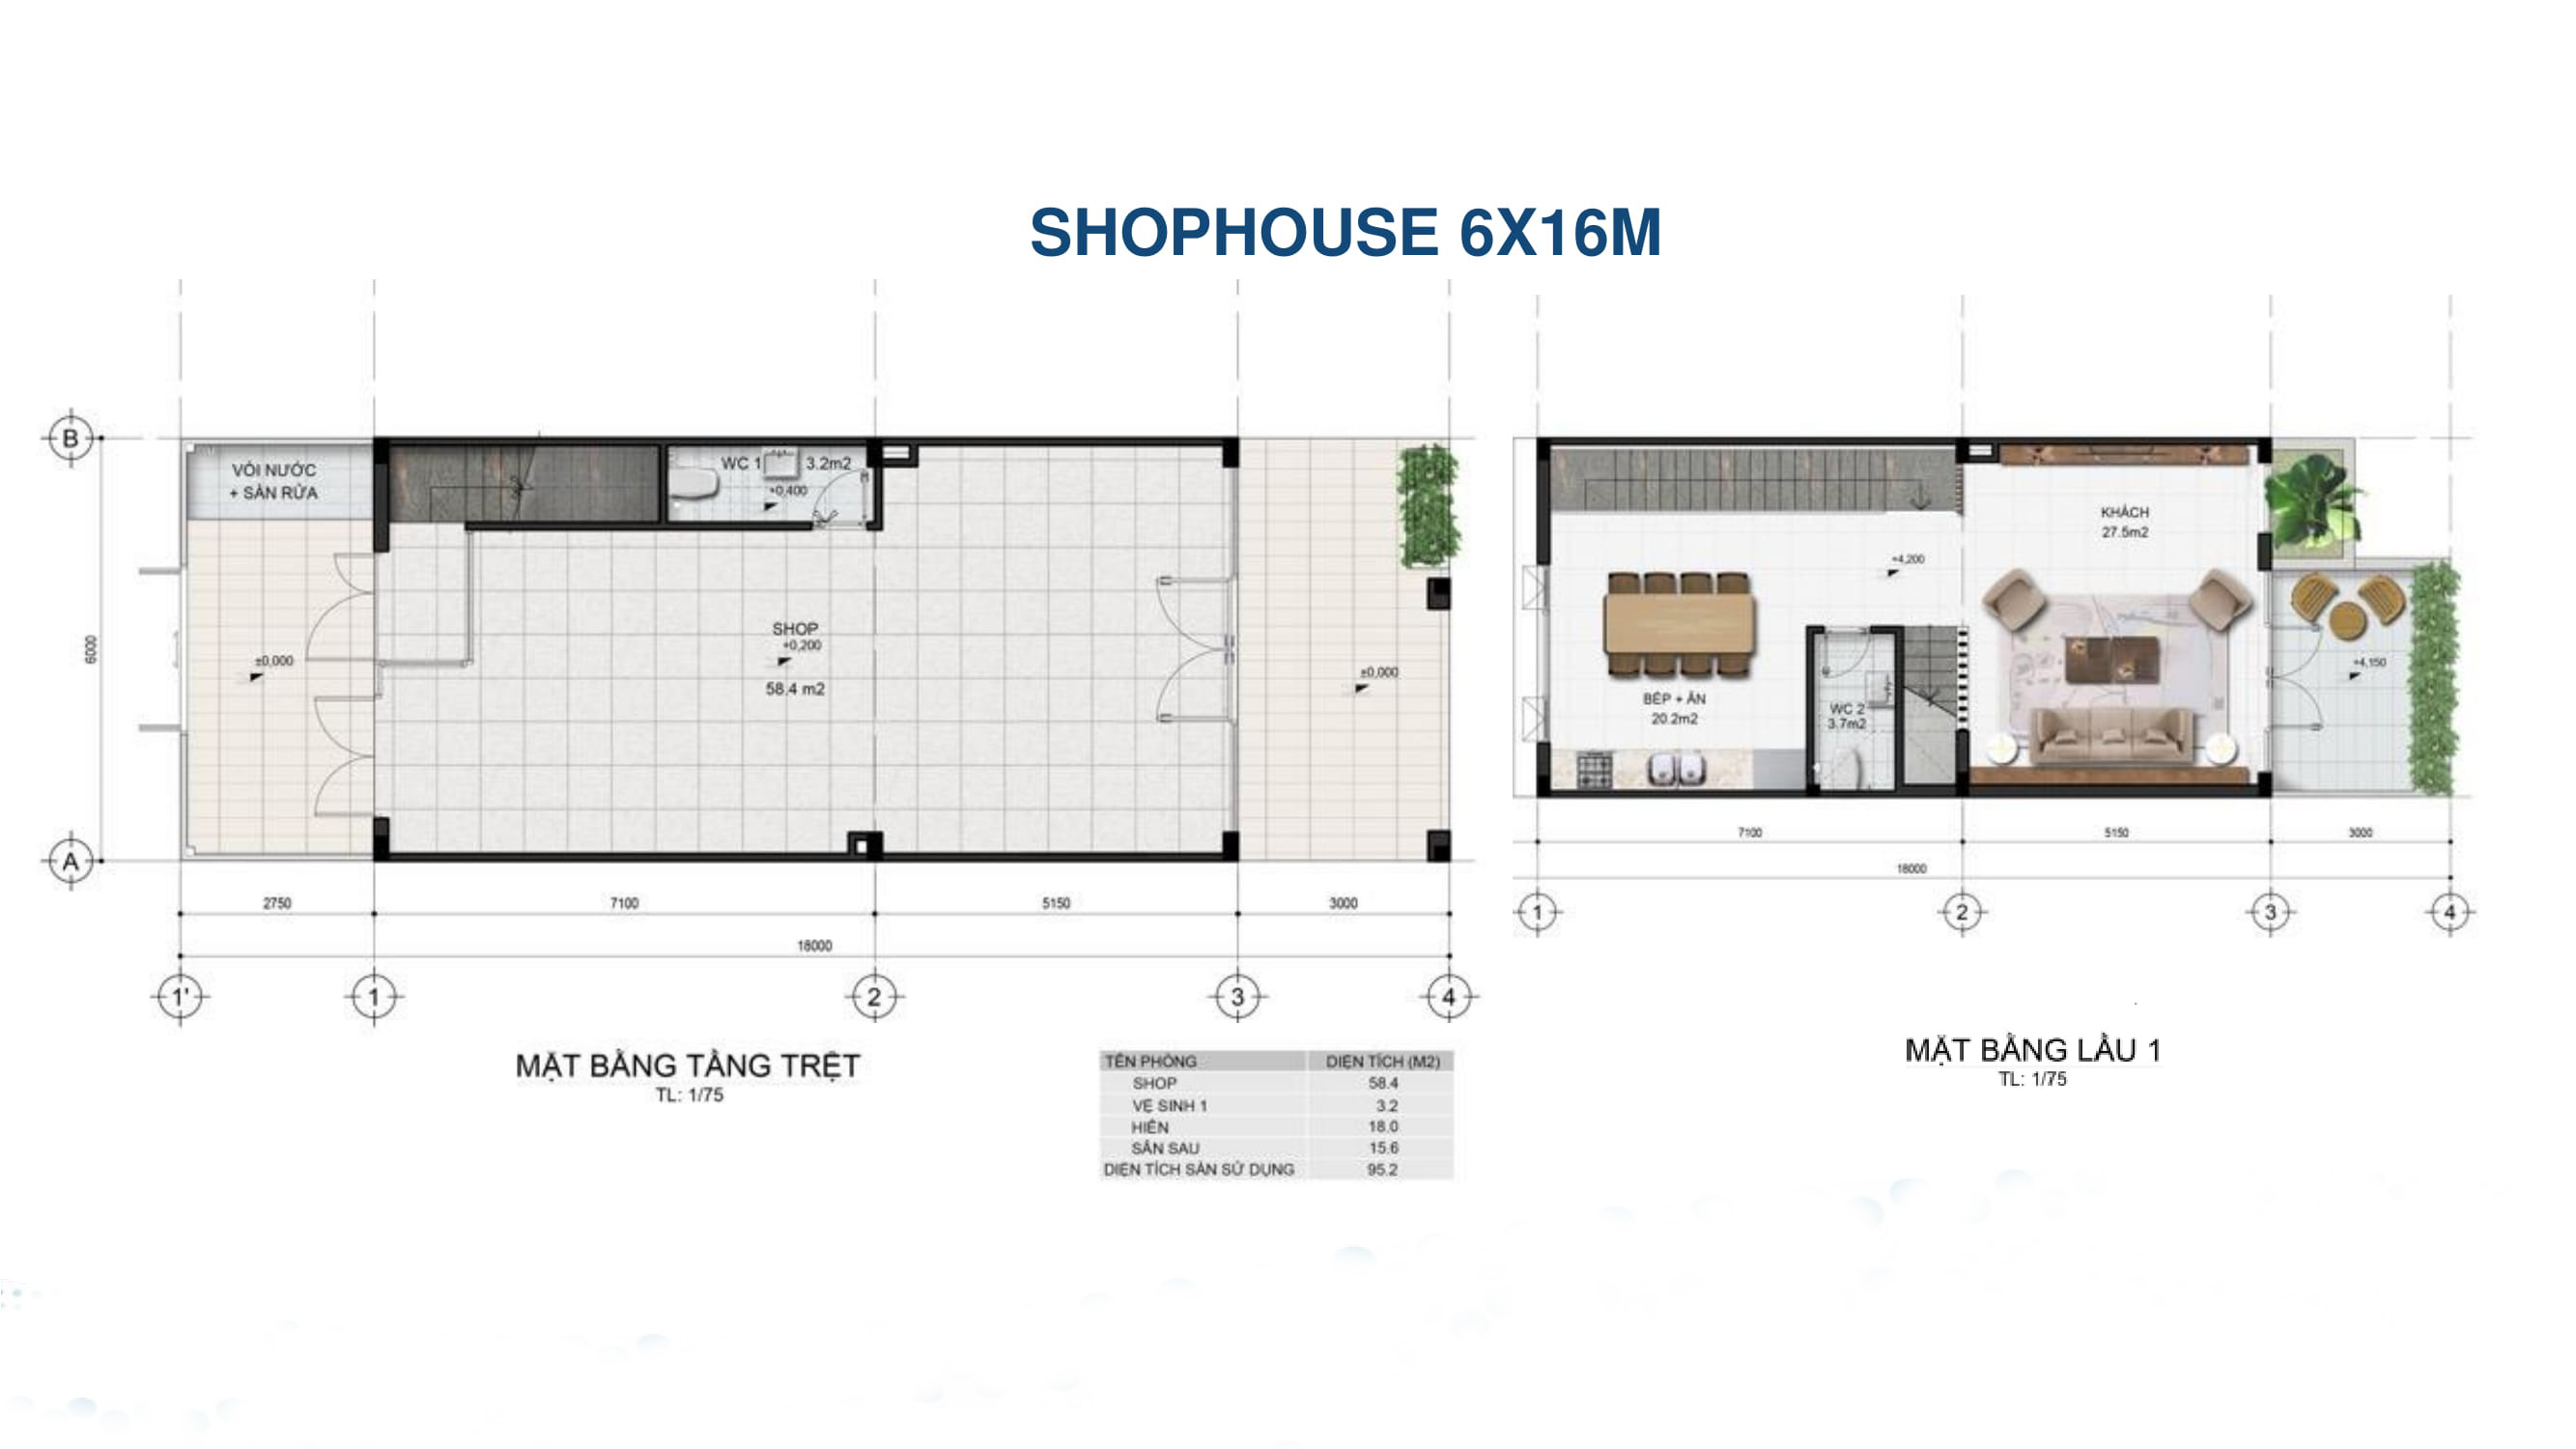 SHOPHOUSE 6X16M
B
VÒI NƯỚC
+ SÀN RỬA
WC 1
3.2m2
+0,400
SHOP
+0,200
58.4 m2
±0,000
±0,000
6000
A
2750
7100
5150
3000
18000
1'
1
2
3
4
MẶT BẰNG TẦNG TRỆT
TL: 1/75
TÊN PHÒNG DIỆN TÍCH (M2)
SHOP 58.4
VỆ SINH 1 3.2
HIÊN 18.0
SÂN SAU 15.6
DIỆN TÍCH SÀN SỬ DỤNG 95.2
KHÁCH
27.5m2
+4,200
+4,150
BẾP + ĂN
20.2m2
WC 2
3.7m2
7100
5150
3000
18000
1
2
3
4
MẶT BẰNG LẦU 1
TL: 1/75